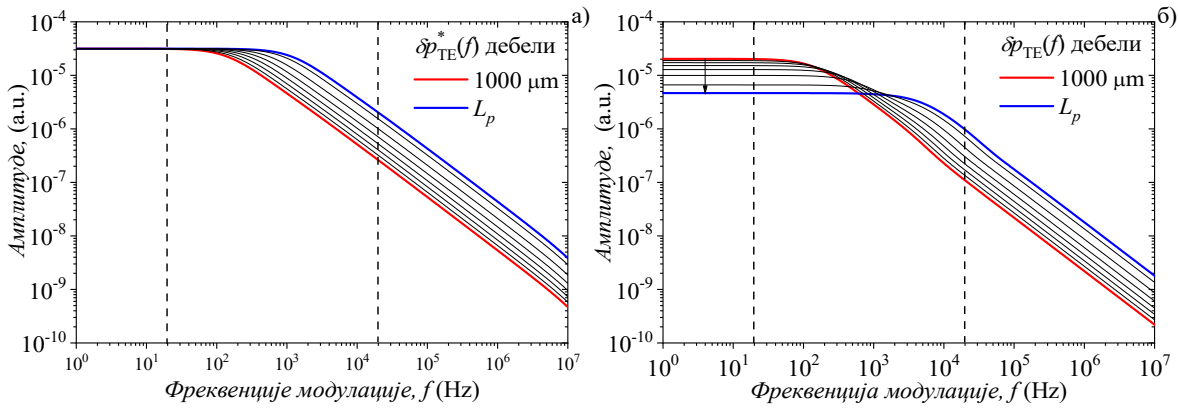 а)
δp*TE(f) дебели
1000 μm
Lp
Амплитуде, (a.u.)
10^-4
10^-5
10^-6
10^-7
10^-8
10^-9
10^-10
10^0 10^1 10^2 10^3 10^4 10^5 10^6 10^7
Фреквенције модулације, f (Hz)
б)
δpTE(f) дебели
1000 μm
Lp
Амплитуде, (a.u.)
10^-4
10^-5
10^-6
10^-7
10^-8
10^-9
10^-10
10^0 10^1 10^2 10^3 10^4 10^5 10^6 10^7
Фреквенција модулације, f (Hz)